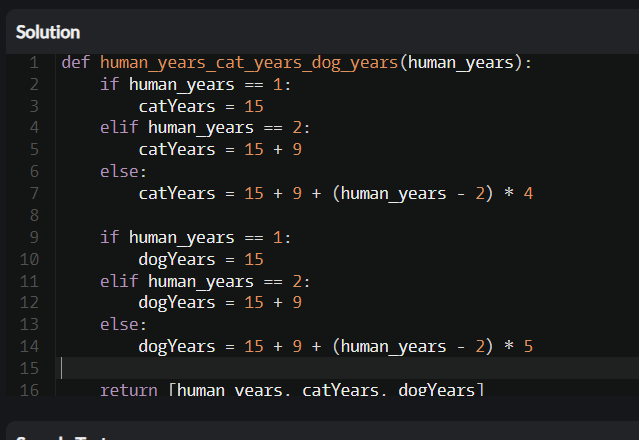 Solution
1 def human_years_cat_years_dog_years(human_years):
2     if human_years == 1:
3         catYears = 15
4     elif human_years == 2:
5         catYears = 15 + 9
6     else:
7         catYears = 15 + 9 + (human_years - 2) * 4
8
9     if human_years == 1:
10         dogYears = 15
11     elif human_years == 2:
12         dogYears = 15 + 9
13     else:
14         dogYears = 15 + 9 + (human_years - 2) * 5
15
16     return [human_years, catYears, dogYears]